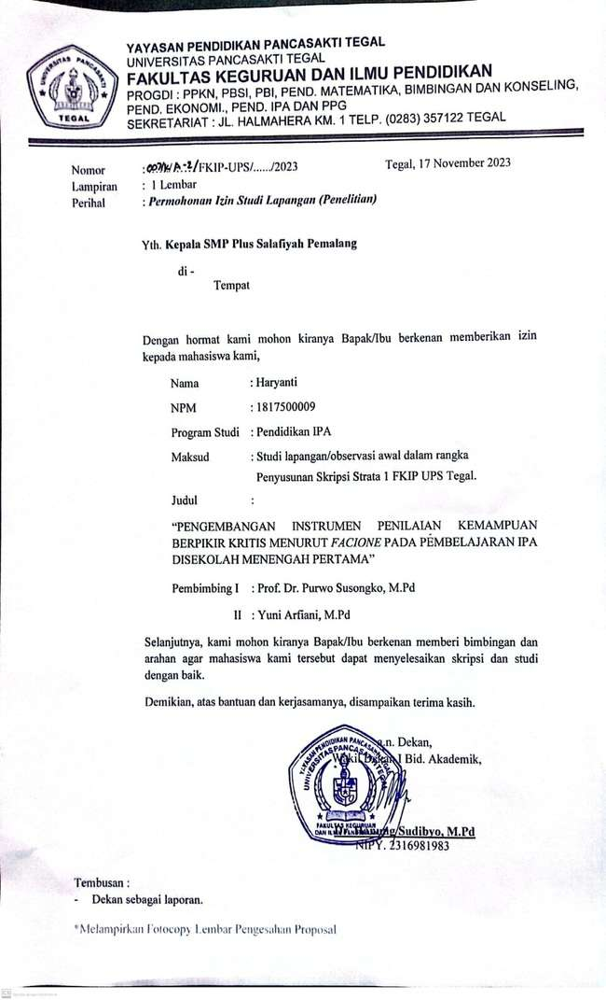 YAYASAN PENDIDIKAN PANCASAKTI TEGAL
UNIVERSITAS PANCASAKTI TEGAL
FAKULTAS KEGURUAN DAN ILMU PENDIDIKAN
PROGDI : PPKN, PBSI, PBI, PEND. MATEMATIKA, BIMBINGAN DAN KONSELING,
PEND. EKONOMI., PEND. IPA DAN PPG
SEKRETARIAT : JL. HALMAHERA KM. 1 TELP. (0283) 357122 TEGAL
UNIVERSITAS PANCASAKTI
TEGAL
Nomor : /FKIP-UPS/....../2023 Tegal, 17 November 2023
Lampiran : 1 Lembar
Perihal : Permohonan Izin Studi Lapangan (Penelitian)
Yth. Kepala SMP Plus Salafiyah Pemalang
di -
Tempat
Dengan hormat kami mohon kiranya Bapak/Ibu berkenan memberikan izin
kepada mahasiswa kami,
Nama : Haryanti
NPM : 1817500009
Program Studi : Pendidikan IPA
Maksud : Studi lapangan/observasi awal dalam rangka
Penyusunan Skripsi Strata 1 FKIP UPS Tegal.
Judul :
“PENGEMBANGAN INSTRUMEN PENILAIAN KEMAMPUAN
BERPIKIR KRITIS MENURUT FACIONE PADA PEMBELAJARAN IPA
DISEKOLAH MENENGAH PERTAMA”
Pembimbing I : Prof. Dr. Purwo Susongko, M.Pd
II : Yuni Arfiani, M.Pd
Selanjutnya, kami mohon kiranya Bapak/Ibu berkenan memberi bimbingan dan
arahan agar mahasiswa kami tersebut dapat menyelesaikan skripsi dan studi
dengan baik.
Demikian, atas bantuan dan kerjasamanya, disampaikan terima kasih.
a.n. Dekan,
Wakil Dekan I Bid. Akademik,
YAYASAN PENDIDIKAN PANCASAKTI TEGAL
UNIVERSITAS PANCASAKTI TEGAL
FAKULTAS KEGURUAN
DAN ILMU PENDIDIKAN
Sudibyo, M.Pd
NIPY. 2316981983
Tembusan :
- Dekan sebagai laporan.
*Melampirkan Fotocopy Lembar Pengesahan Proposal